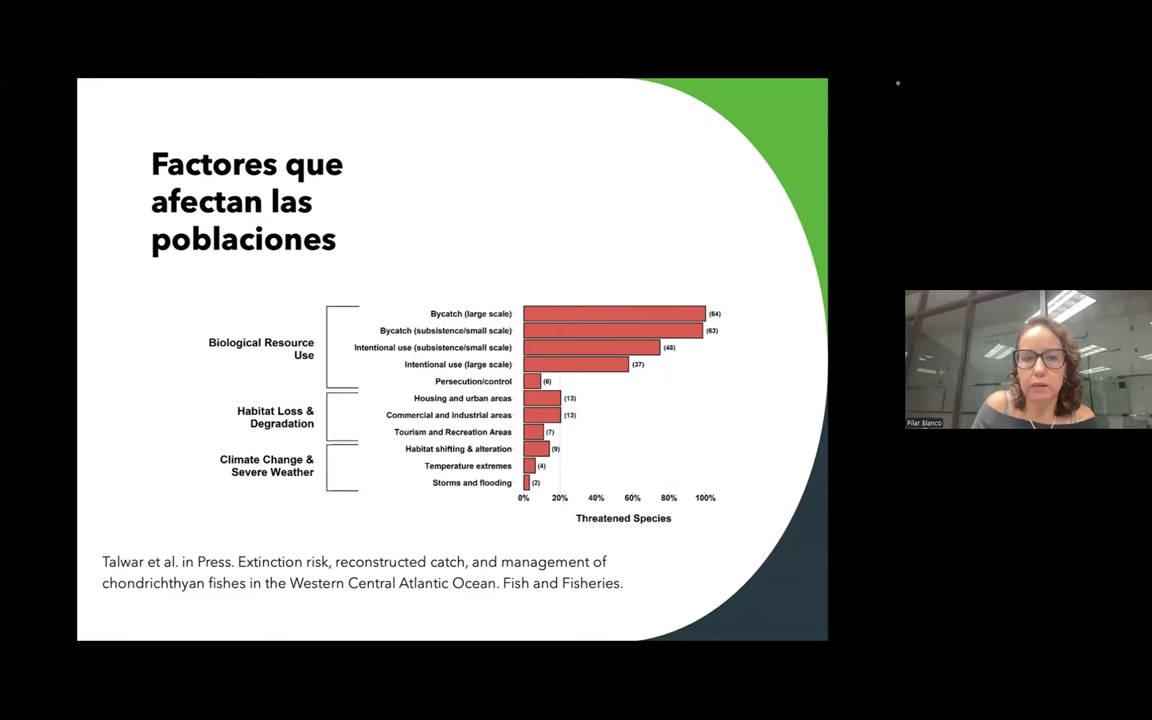 Factores que
afectan las
poblaciones
Biological Resource
Use
Habitat Loss &
Degradation
Climate Change &
Severe Weather
Bycatch (large scale) (64)
Bycatch (subsistence/small scale) (63)
Intentional use (subsistence/small scale) (48)
Intentional use (large scale) (37)
Persecution/control (6)
Housing and urban areas (13)
Commercial and industrial areas (13)
Tourism and Recreation Areas (7)
Habitat shifting & alteration (9)
Temperature extremes (4)
Storms and flooding (2)
0% 20% 40% 60% 80% 100%
Threatened Species
Talwar et al. in Press. Extinction risk, reconstructed catch, and management of
chondrichthyan fishes in the Western Central Atlantic Ocean. Fish and Fisheries.
Pilar Blanco